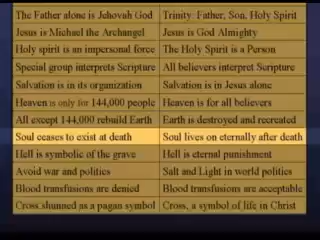 The Father alone is Jehovah God Trinity: Father, Son, Holy Spirit
Jesus is Michael the Archangel Jesus is God Almighty
Holy spirit is an impersonal force The Holy Spirit is a Person
Special group interprets Scripture All believers interpret Scripture
Salvation is in its organization Salvation is in Jesus alone
Heaven is only for 144,000 people Heaven is for all believers
All except 144,000 rebuild Earth Earth is destroyed and recreated
Soul ceases to exist at death Soul lives on eternally after death
Hell is symbolic of the grave Hell is eternal punishment
Avoid war and politics Salt and Light in world politics
Blood transfusions are denied Blood transfusions are acceptable
Cross shunned as a pagan symbol Cross, a symbol of life in Christ